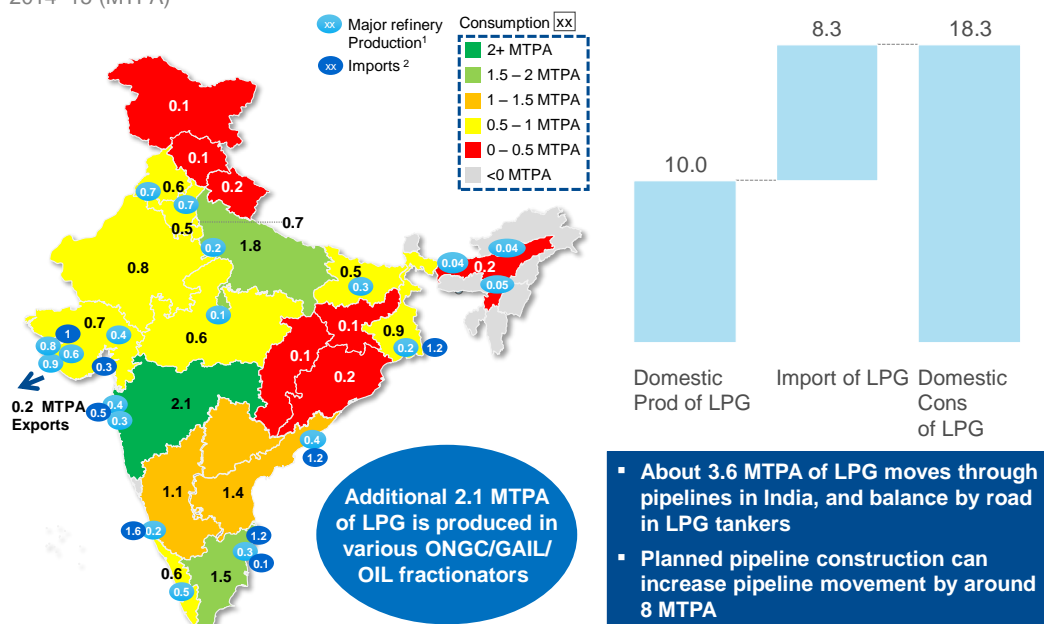 2014–15 (MTPA)
xx Major refinery
Production1
xx Imports 2
Consumption xx
2+ MTPA
1.5 – 2 MTPA
1 – 1.5 MTPA
0.5 – 1 MTPA
0 – 0.5 MTPA
<0 MTPA
0.1
0.1
0.6
0.2
0.7
0.7
0.5
0.7
0.2
1.8
0.8
0.04
0.04
0.2
0.05
0.5
0.3
0.7
0.1
1
0.4
0.8
0.6
0.9
0.3
0.6
0.1
0.9
0.2
1.2
0.1
0.2
0.2 MTPA
Exports
0.4
0.5
0.3
2.1
0.4
1.2
1.1
1.4
1.6
0.2
1.2
0.3
0.1
0.6
0.5
1.5
Additional 2.1 MTPA
of LPG is produced in
various ONGC/GAIL/
OIL fractionators
10.0
8.3
18.3
Domestic
Prod of LPG
Import of LPG
Domestic
Cons
of LPG
▪ About 3.6 MTPA of LPG moves through
pipelines in India, and balance by road
in LPG tankers
▪ Planned pipeline construction can
increase pipeline movement by around
8 MTPA